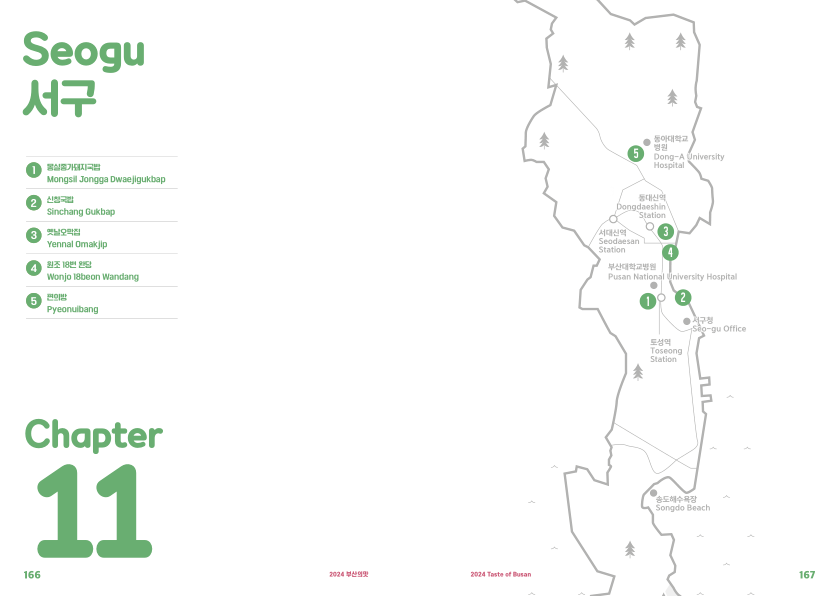 Seogu
서구
1 몽실종가돼지국밥
Mongsil Jongga Dwaejigukbap
2 신창국밥
Sinchang Gukbap
3 옛날오막집
Yennal Omakjip
4 원조 18번 완당
Wonjo 18beon Wandang
5 편의방
Pyeonuibang
Chapter
11
166
2024 부산의맛
동아대학교
병원
Dong-A University
Hospital
5
동대신역
Dongdaeshin
Station
3
서대신역
Seodaesan
Station
4
부산대학교병원
Pusan National University Hospital
1
2
서구청
Seo-gu Office
토성역
Toseong
Station
송도해수욕장
Songdo Beach
2024 Taste of Busan
167